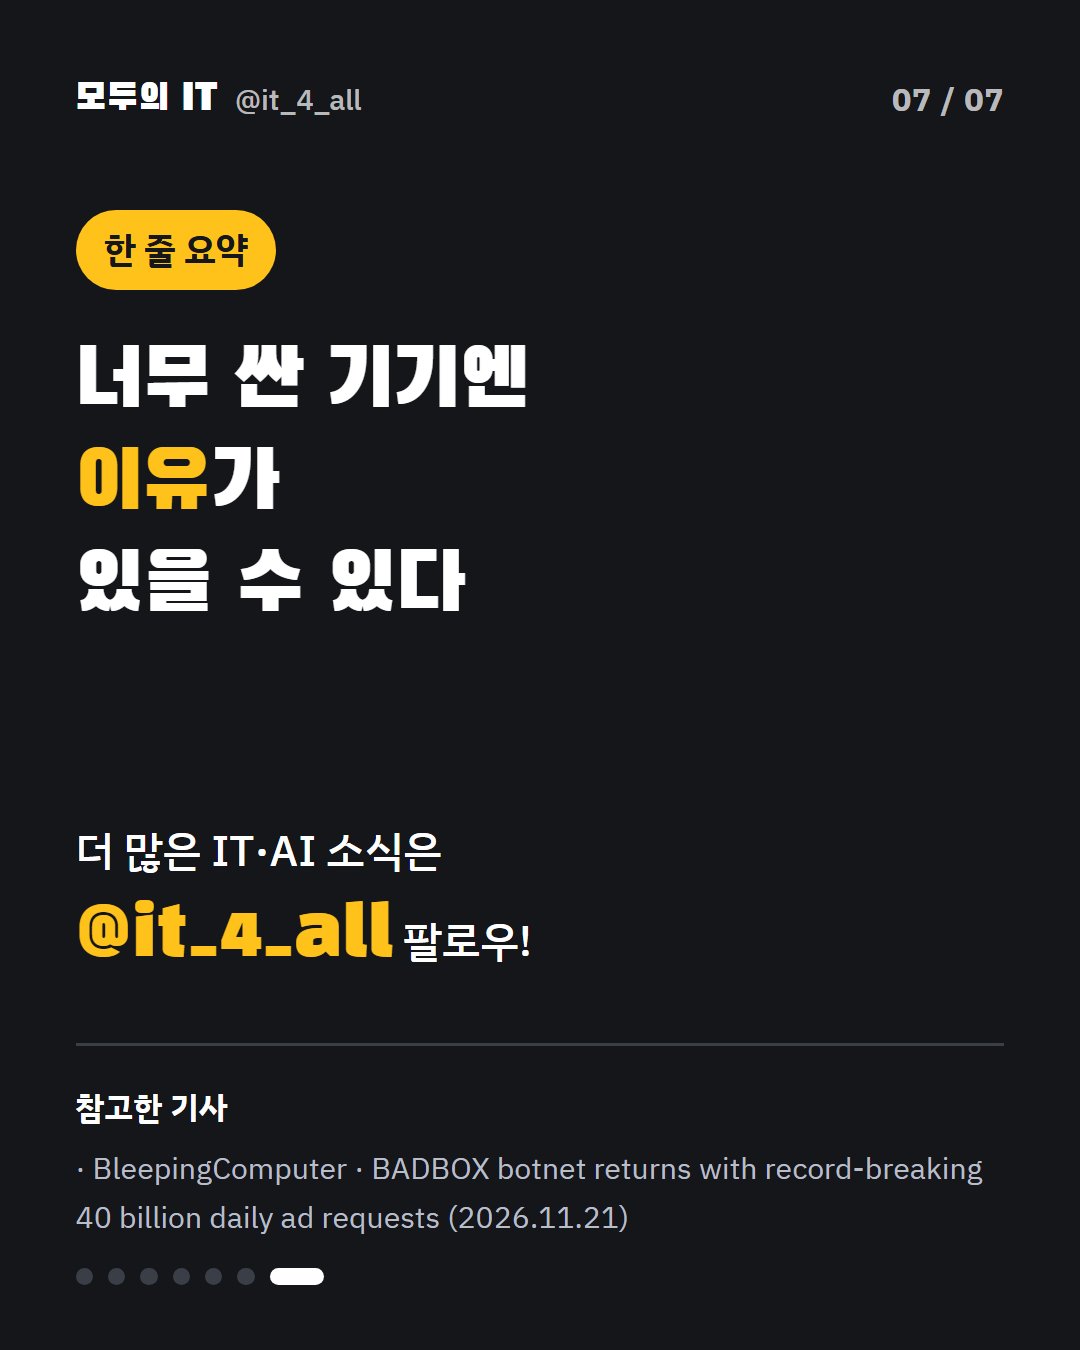 모두의 IT @it_4_all
07 / 07
한 줄 요약
너무 싼 기기엔
이유가
있을 수 있다
더 많은 IT·AI 소식은
@it_4_all 팔로우!
참고한 기사
· BleepingComputer · BADBOX botnet returns with record-breaking
40 billion daily ad requests (2026.11.21)